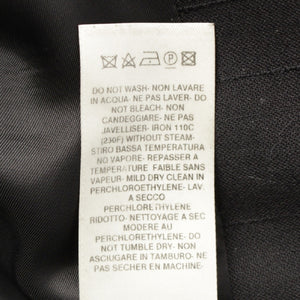 DO NOT WASH- NON LAVARE
IN ACQUA- NE PAS LAVER- DO
NOT BLEACH- NON
CANDEGGIARE- NE PAS
JAVELLISER- IRON 110C
(230F) WITHOUT STEAM-
STIRO BASSA TEMPERATURA
NO VAPORE- REPASSER A
TEMPERATURE FAIBLE SANS
VAPEUR- MILD DRY CLEAN IN
PERCHLOROETHYLENE- LAV.
A SECCO
PERCHLORETHYLENE
RIDOTTO- NETTOYAGE A SEC
MODERE AU
PERCHLOROETHYLENE- DO
NOT TUMBLE DRY- NON
ASCIUGARE IN TAMBURO- NE
PAS SECHER EN MACHINE-